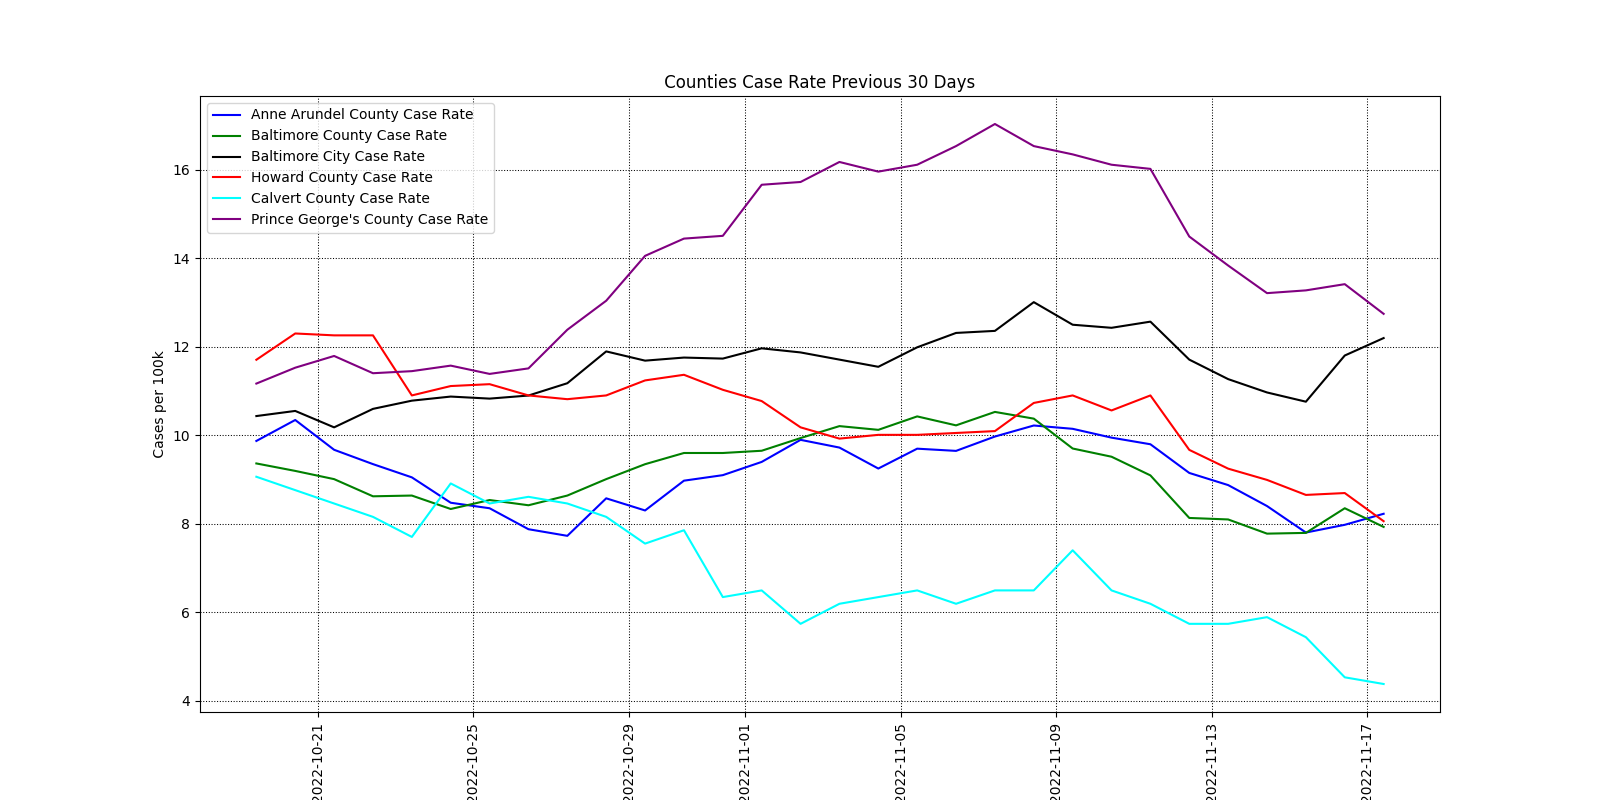 Counties Case Rate Previous 30 Days
Anne Arundel County Case Rate
Baltimore County Case Rate
Baltimore City Case Rate
Howard County Case Rate
Calvert County Case Rate
Prince George's County Case Rate
Cases per 100k
16
14
12
10
8
6
4
2022-10-21
2022-10-25
2022-10-29
2022-11-01
2022-11-05
2022-11-09
2022-11-13
2022-11-17